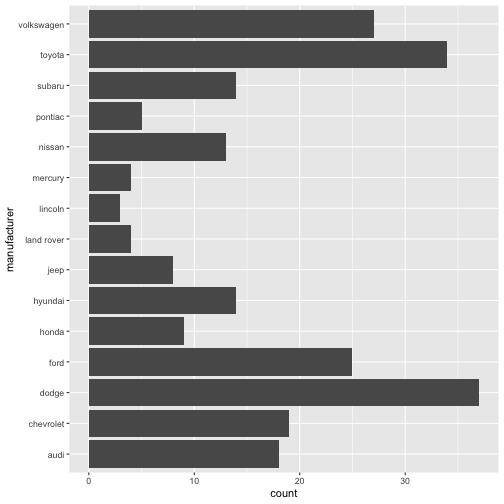 volkswagen
toyota
subaru
pontiac
nissan
mercury
lincoln
land rover
jeep
hyundai
honda
ford
dodge
chevrolet
audi
manufacturer
0 10 20 30
count